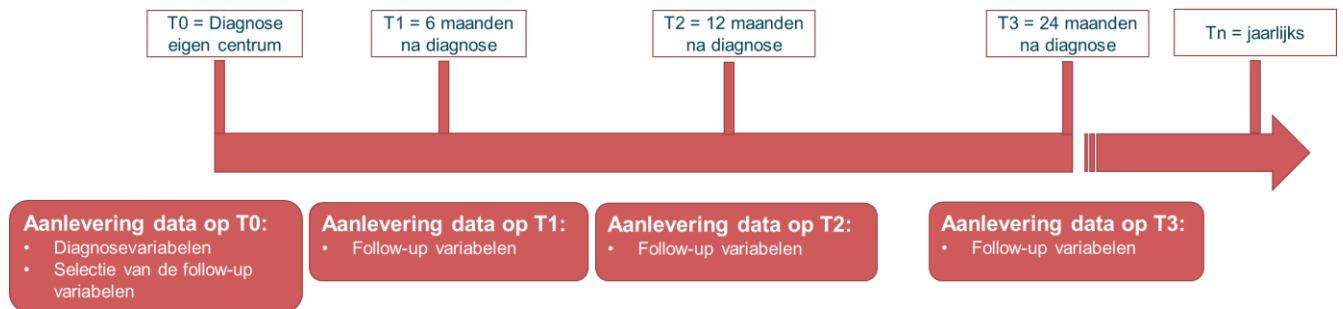 T0 = Diagnose
eigen centrum
T1 = 6 maanden
na diagnose
T2 = 12 maanden
na diagnose
T3 = 24 maanden
na diagnose
Tn = jaarlijks
Aanlevering data op T0:
• Diagnosevariabelen
• Selectie van de follow-up
variabelen
Aanlevering data op T1:
• Follow-up variabelen
Aanlevering data op T2:
• Follow-up variabelen
Aanlevering data op T3:
• Follow-up variabelen